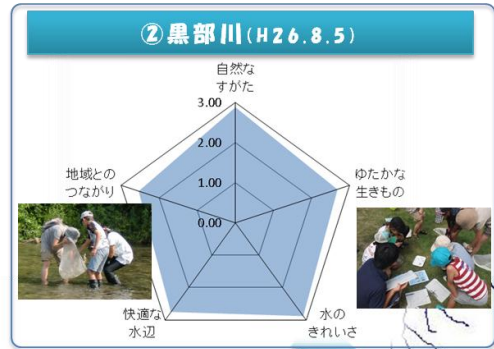 ②黒部川(H26.8.5)
自然な
すがた
3.00
2.00
1.00
0.00
地域との
つながり
ゆたかな
生きもの
快適な
水辺
水の
きれいさ